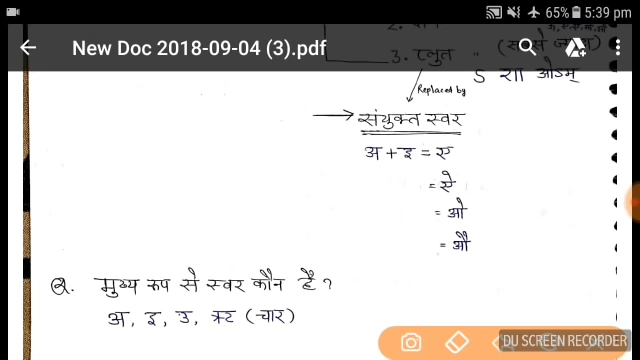 65% 5:39 pm
New Doc 2018-09-04 (3).pdf
3. प्लुत "
ऽ या ओऽम्
Replaced by
संयुक्त स्वर
अ + इ = ए
= ऐ
= ओ
= औ
Q. मुख्य रुप से स्वर कौन है ?
अ, इ, उ, ऋ (चार)
DU SCREEN RECORDER